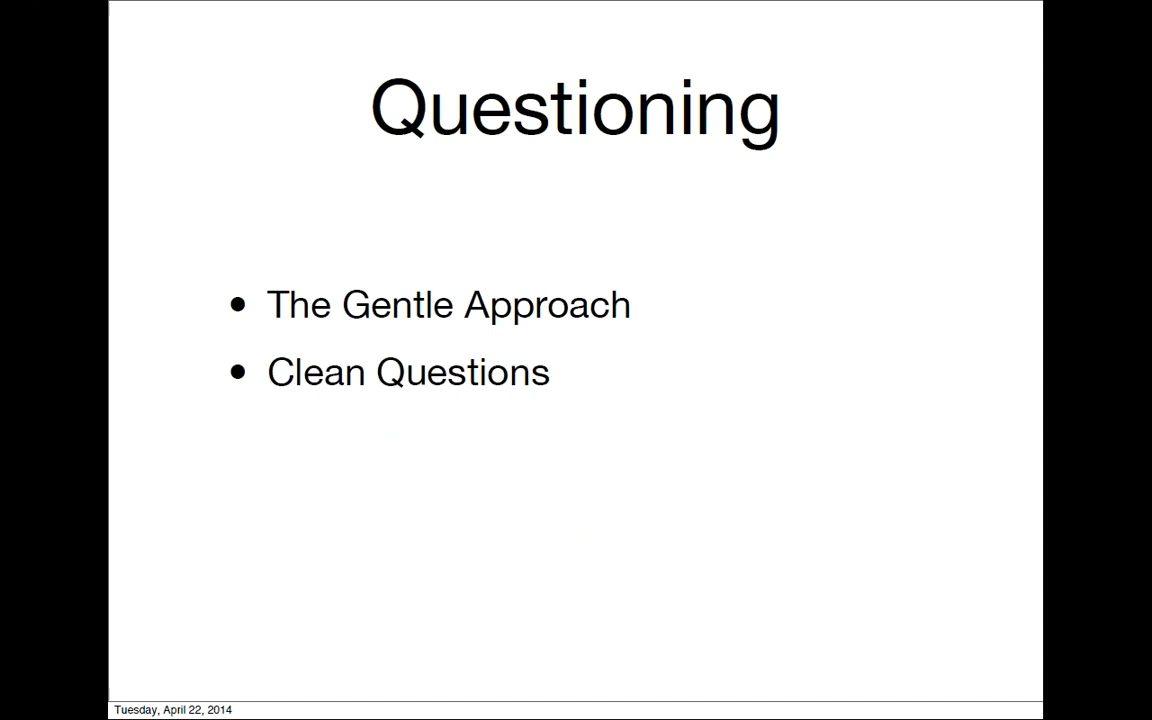 Questioning
• The Gentle Approach
• Clean Questions
Tuesday, April 22, 2014